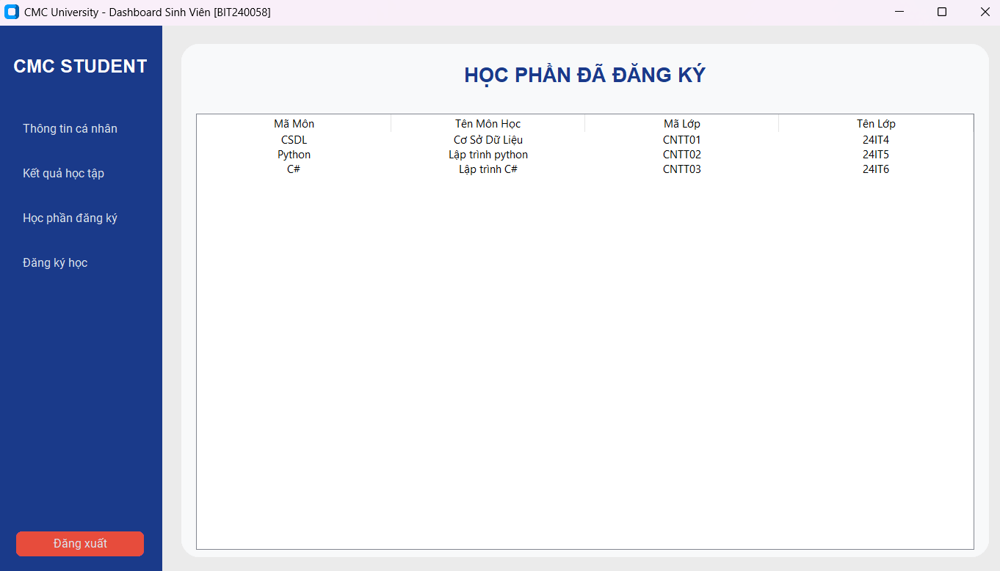 CMC University - Dashboard Sinh Viên [BIT240058]
CMC STUDENT
Thông tin cá nhân
Kết quả học tập
Học phần đăng ký
Đăng ký học
Đăng xuất
HỌC PHẦN ĐÃ ĐĂNG KÝ
Mã Môn Tên Môn Học Mã Lớp Tên Lớp
CSDL Cơ Sở Dữ Liệu CNTT01 24IT4
Python Lập trình python CNTT02 24IT5
C# Lập trình C# CNTT03 24IT6